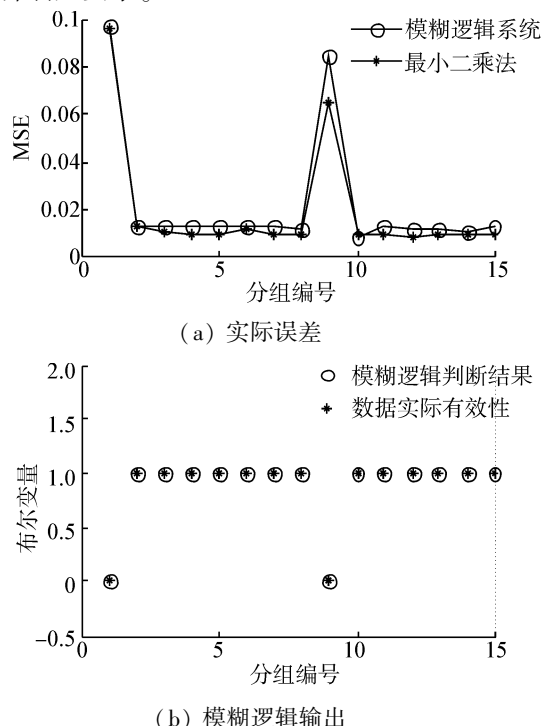 0.1
0.08
0.06
0.04
0.02
0
MSE
模糊逻辑系统
最小二乘法
0 5 10 15
分组编号
(a) 实际误差
2.0
1.5
1.0
0.5
0
-0.5
布尔变量
模糊逻辑判断结果
数据实际有效性
0 5 10 15
分组编号
(b) 模糊逻辑输出